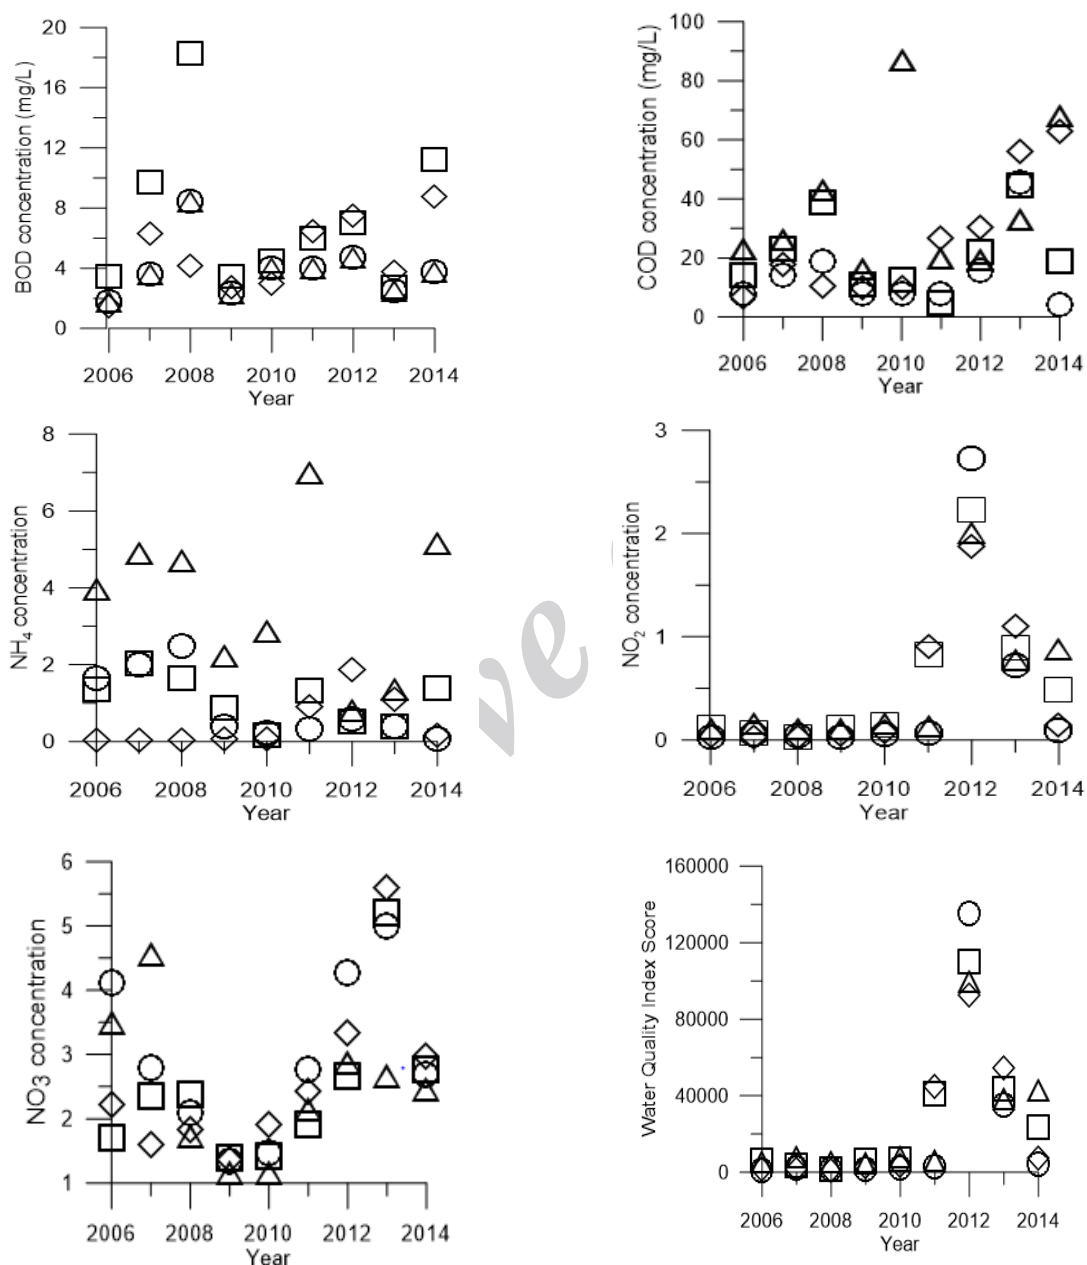 20
16
12
8
4
0
BOD concentration (mg/L)
2006 2008 2010 2012 2014
Year
100
80
60
40
20
0
COD concentration (mg/L)
2006 2008 2010 2012 2014
Year
8
6
4
2
0
NH4 concentration
2006 2008 2010 2012 2014
Year
3
2
1
0
NO2 concentration
2006 2008 2010 2012 2014
Year
ve
6
5
4
3
2
1
NO3 concentration
2006 2008 2010 2012 2014
Year
160000
120000
80000
40000
0
Water Quality Index Score
2006 2008 2010 2012 2014
Year